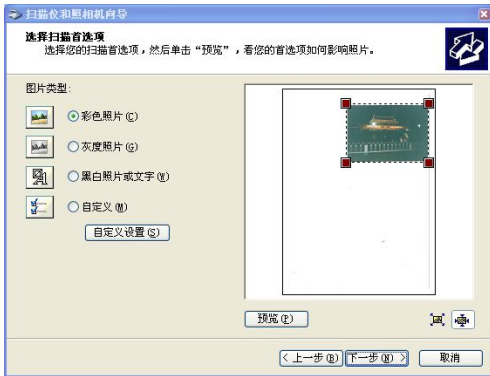 扫描仪和照相机向导
选择扫描首选项
选择您的扫描首选项，然后单击“预览”，看您的首选项如何影响照片。
图片类型:
彩色照片(C)
灰度照片(G)
黑白照片或文字(W)
自定义(M)
自定义设置(S)
预览(P)
< 上一步(B)
下一步(N) >
取消